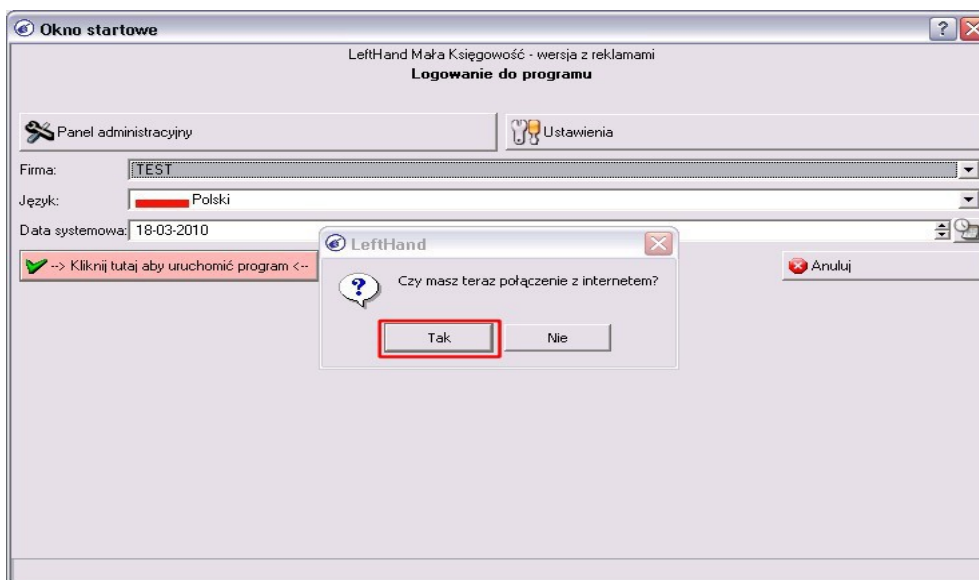 Okno startowe
LeftHand Mała Księgowość - wersja z reklamami
Logowanie do programu
Panel administracyjny
Ustawienia
Firma: TEST
Język: Polski
Data systemowa: 18-03-2010
--> Kliknij tutaj aby uruchomić program <--
Anuluj
LeftHand
Czy masz teraz połączenie z internetem?
Tak
Nie